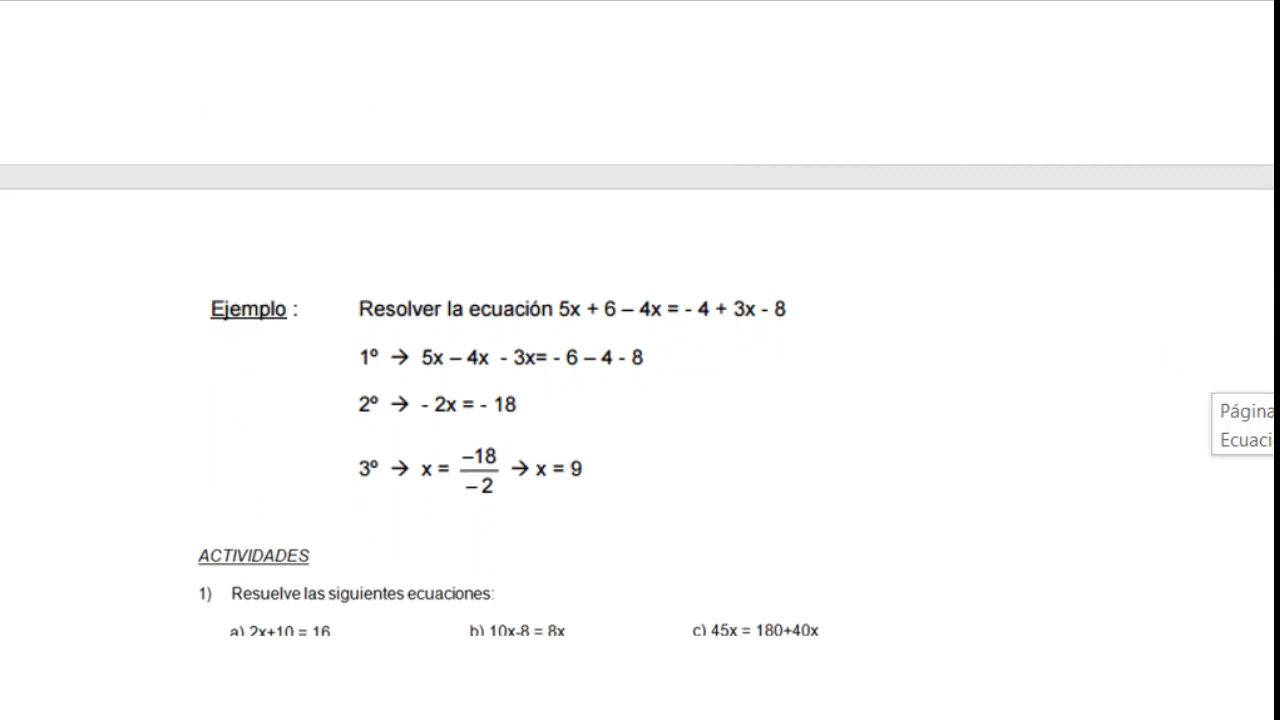 Ejemplo : Resolver la ecuación 5x + 6 – 4x = - 4 + 3x - 8
1º → 5x – 4x - 3x= - 6 – 4 - 8
2º → - 2x = - 18
3º → x = –18 / –2 → x = 9
Página
Ecuaci
ACTIVIDADES
1) Resuelve las siguientes ecuaciones:
a) 2x+10 = 16 b) 10x-8 = 8x c) 45x = 180+40x